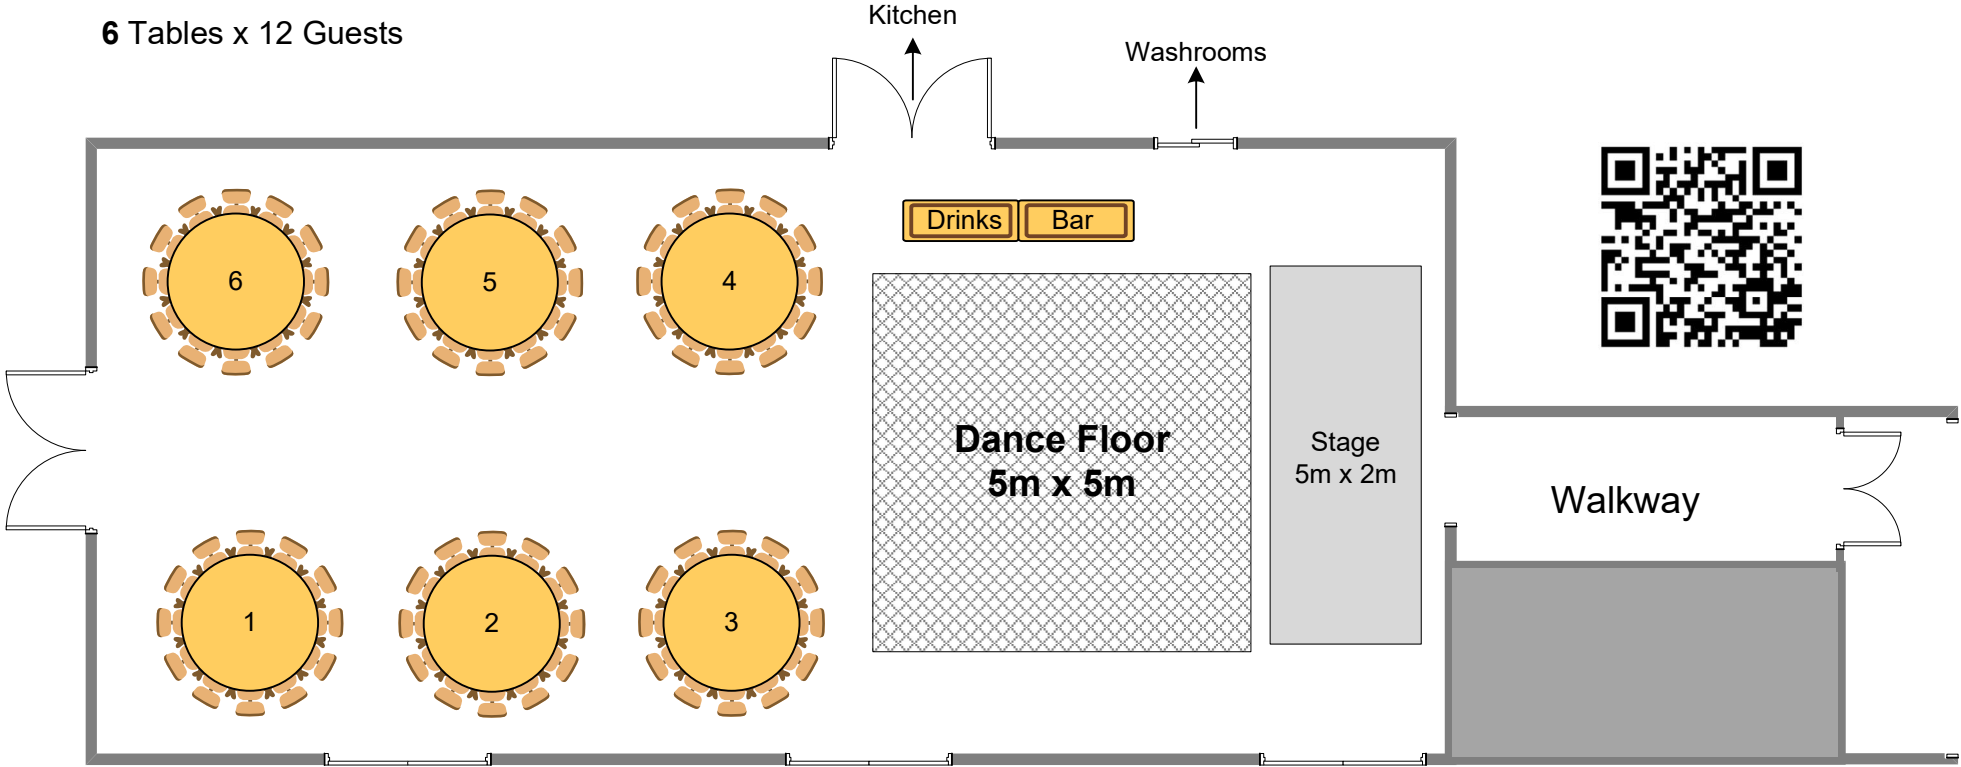 6 Tables x 12 Guests
Kitchen
Washrooms
Drinks
Bar
6
5
4
Dance Floor
5m x 5m
Stage
5m x 2m
Walkway
1
2
3